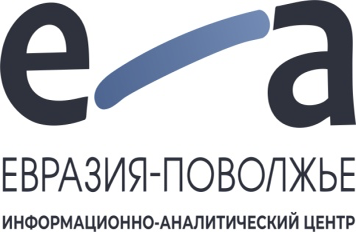 е а
ЕВРАЗИЯ-ПОВОЛЖЬЕ
ИНФОРМАЦИОННО-АНАЛИТИЧЕСКИЙ ЦЕНТР